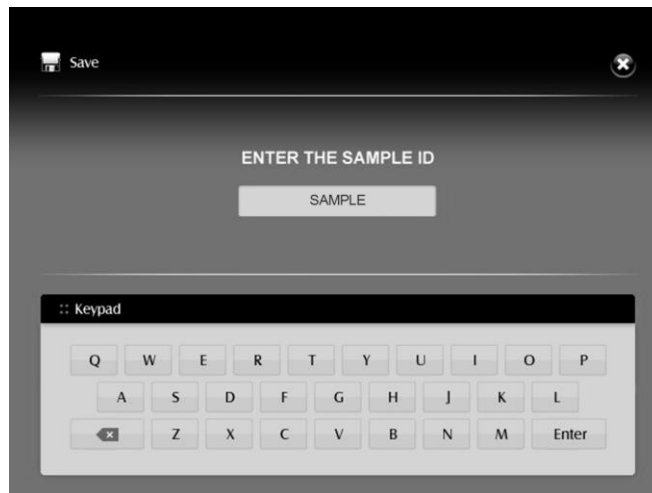 Save
ENTER THE SAMPLE ID
SAMPLE
:: Keypad
Q W E R T Y U I O P
A S D F G H J K L
Z X C V B N M Enter